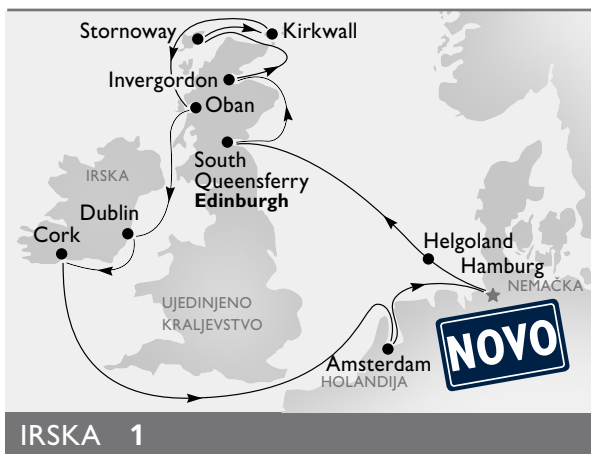 Stornoway
Kirkwall
Invergordon
Oban
South
Queensferry
Edinburgh
IRSKA
Dublin
Cork
Helgoland
Hamburg
NEMAČKA
UJEDINJENO
KRALJEVSTVO
NOVO
Amsterdam
HOLANDIJA
IRSKA 1